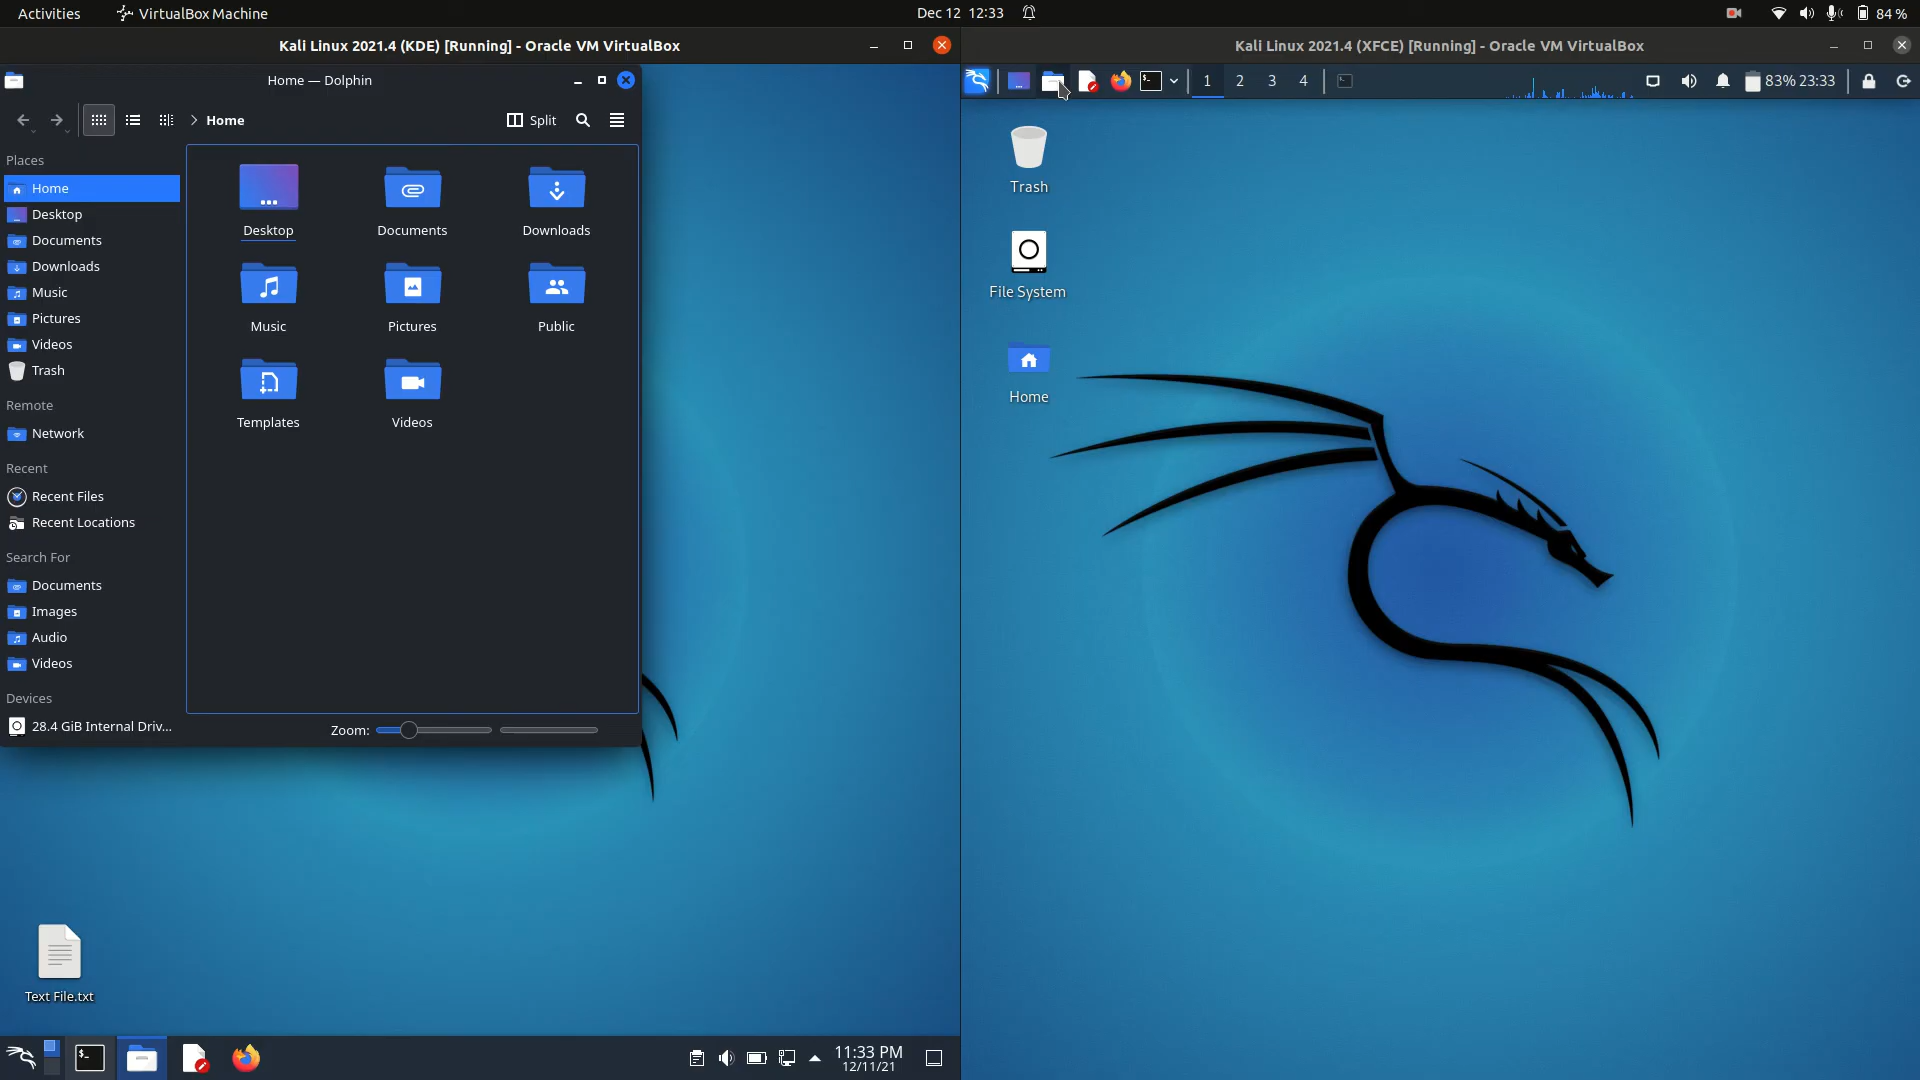 Activities
VirtualBox Machine
Dec 12 12:33
84 %
Kali Linux 2021.4 (KDE) [Running] - Oracle VM VirtualBox
Home — Dolphin
Home
Split
Places
Home
Desktop
Documents
Downloads
Music
Pictures
Videos
Trash
Remote
Network
Recent
Recent Files
Recent Locations
Search For
Documents
Images
Audio
Videos
Devices
28.4 GiB Internal Driv...
Desktop
Documents
Downloads
Music
Pictures
Public
Templates
Videos
Zoom:
Text File.txt
$_
11:33 PM
12/11/21
Kali Linux 2021.4 (XFCE) [Running] - Oracle VM VirtualBox
$_
1
2
3
4
83% 23:33
Trash
File System
Home